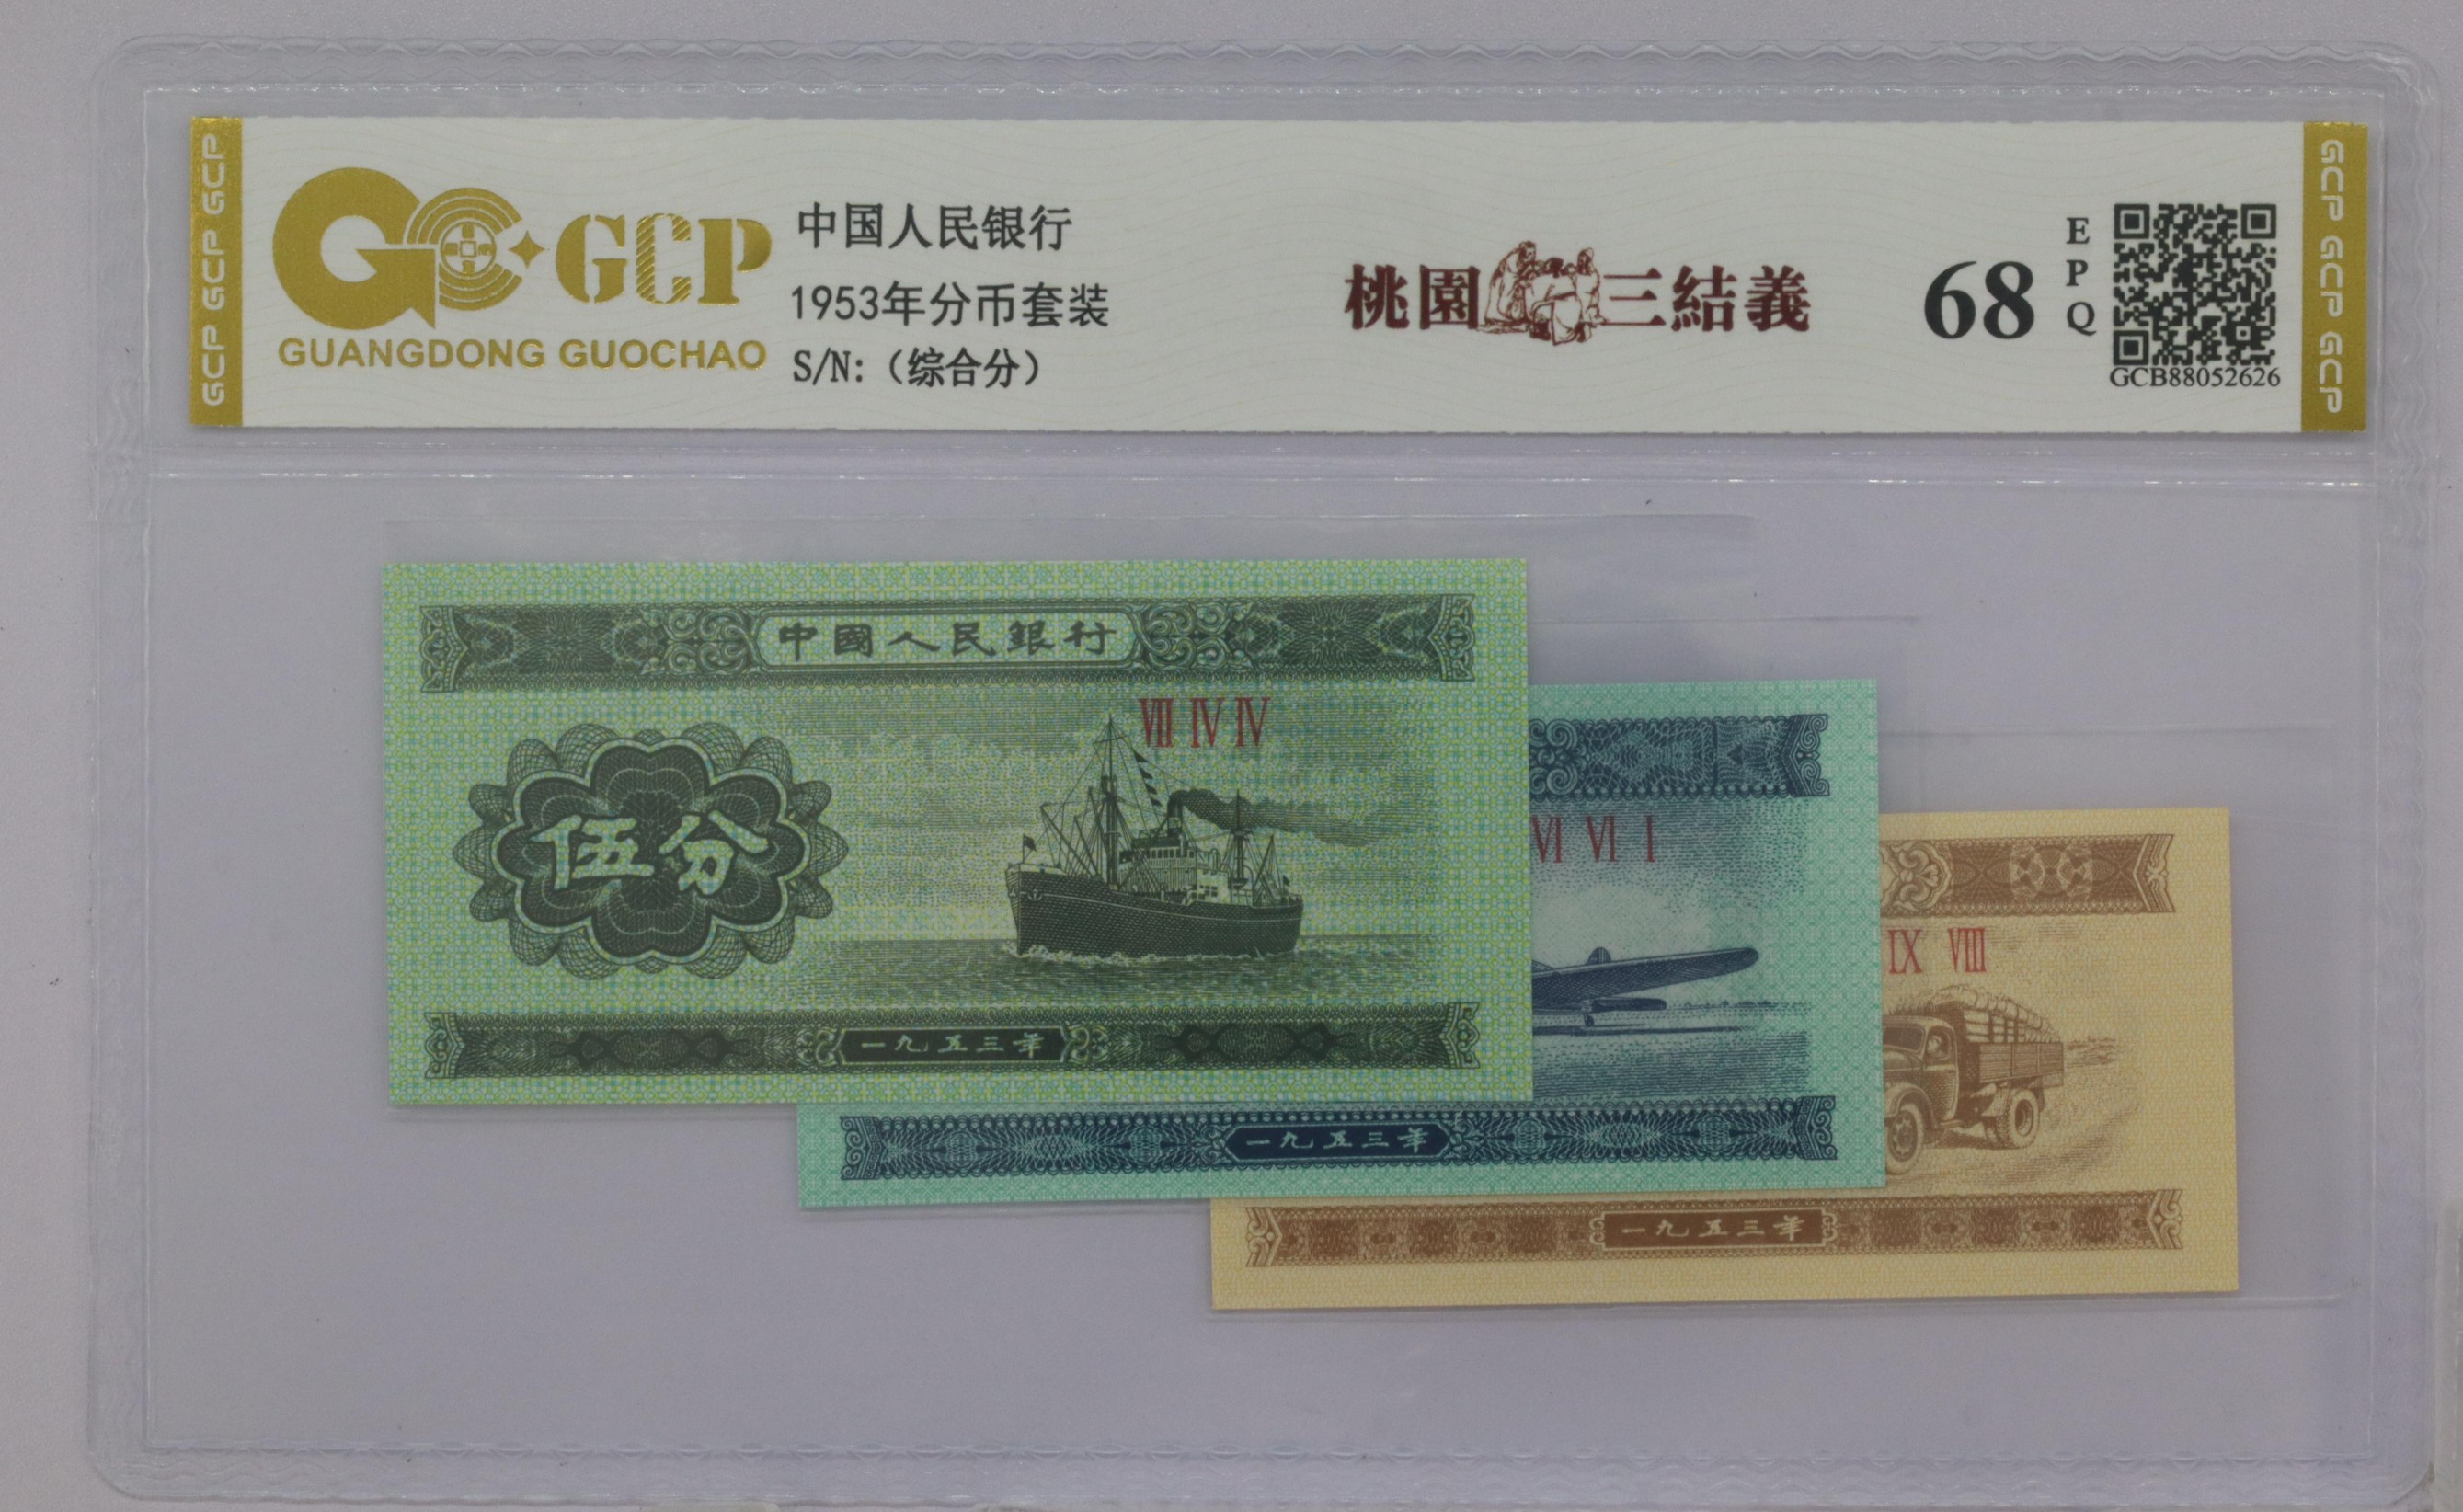 GCP GCP GCP
GCP
GUANGDONG GUOCHAO
中国人民银行
1953年分币套装
S/N:（综合分）
桃園三結義
68
EPQ
GCB88052626
GCP GCP GCP
中國人民銀行
VII IV IV
伍分
一九五三年
VI VI I
一九五三年
IX VIII
一九五三年